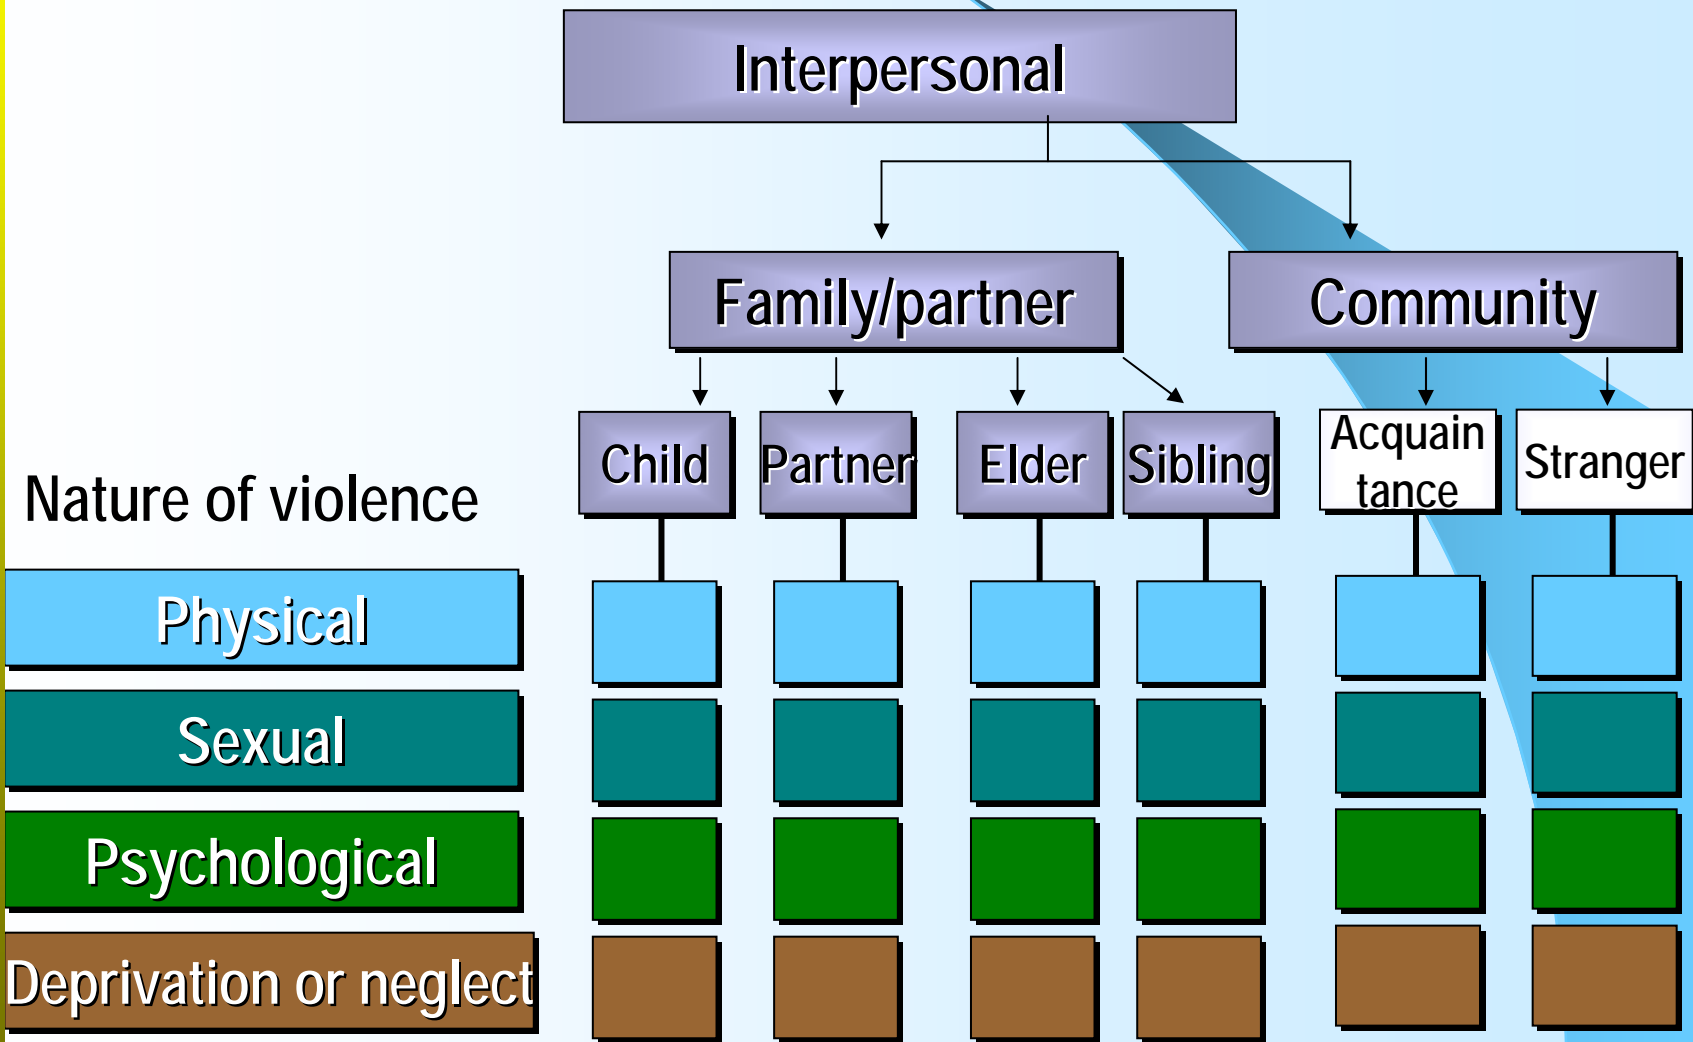 Interpersonal
Family/partner
Community
Child
Partner
Elder
Sibling
Acquain
tance
Stranger
Nature of violence
Physical
Sexual
Psychological
Deprivation or neglect